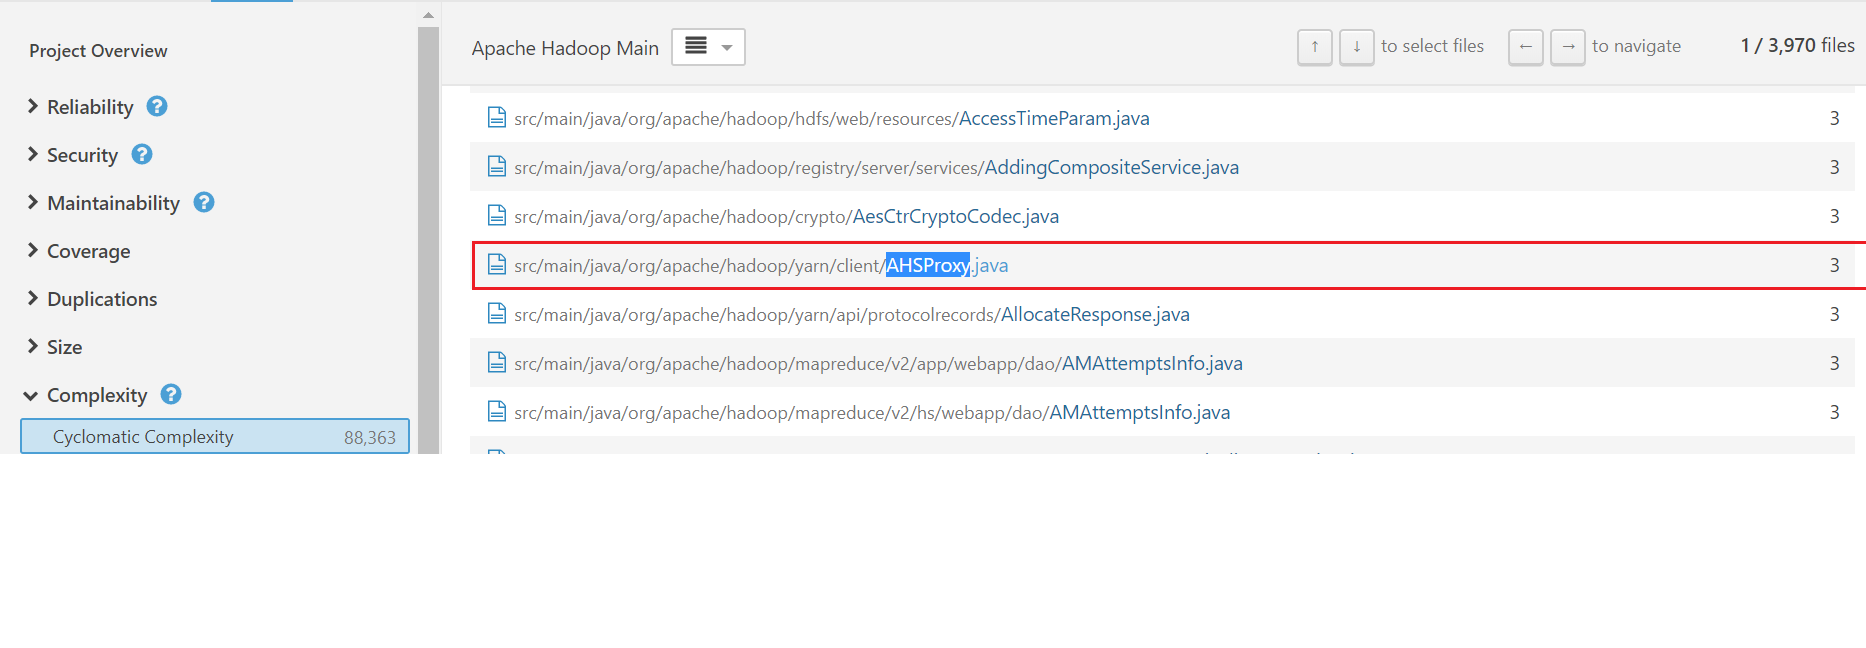 Project Overview
Reliability ?
Security ?
Maintainability ?
Coverage
Duplications
Size
Complexity ?
Cyclomatic Complexity 88,363
Apache Hadoop Main ↑ ↓ to select files ← → to navigate 1 / 3,970 files
src/main/java/org/apache/hadoop/hdfs/web/resources/AccessTimeParam.java 3
src/main/java/org/apache/hadoop/registry/server/services/AddingCompositeService.java 3
src/main/java/org/apache/hadoop/crypto/AesCtrCryptoCodec.java 3
src/main/java/org/apache/hadoop/yarn/client/AHSProxy.java 3
src/main/java/org/apache/hadoop/yarn/api/protocolrecords/AllocateResponse.java 3
src/main/java/org/apache/hadoop/mapreduce/v2/app/webapp/dao/AMAttemptsInfo.java 3
src/main/java/org/apache/hadoop/mapreduce/v2/hs/webapp/dao/AMAttemptsInfo.java 3